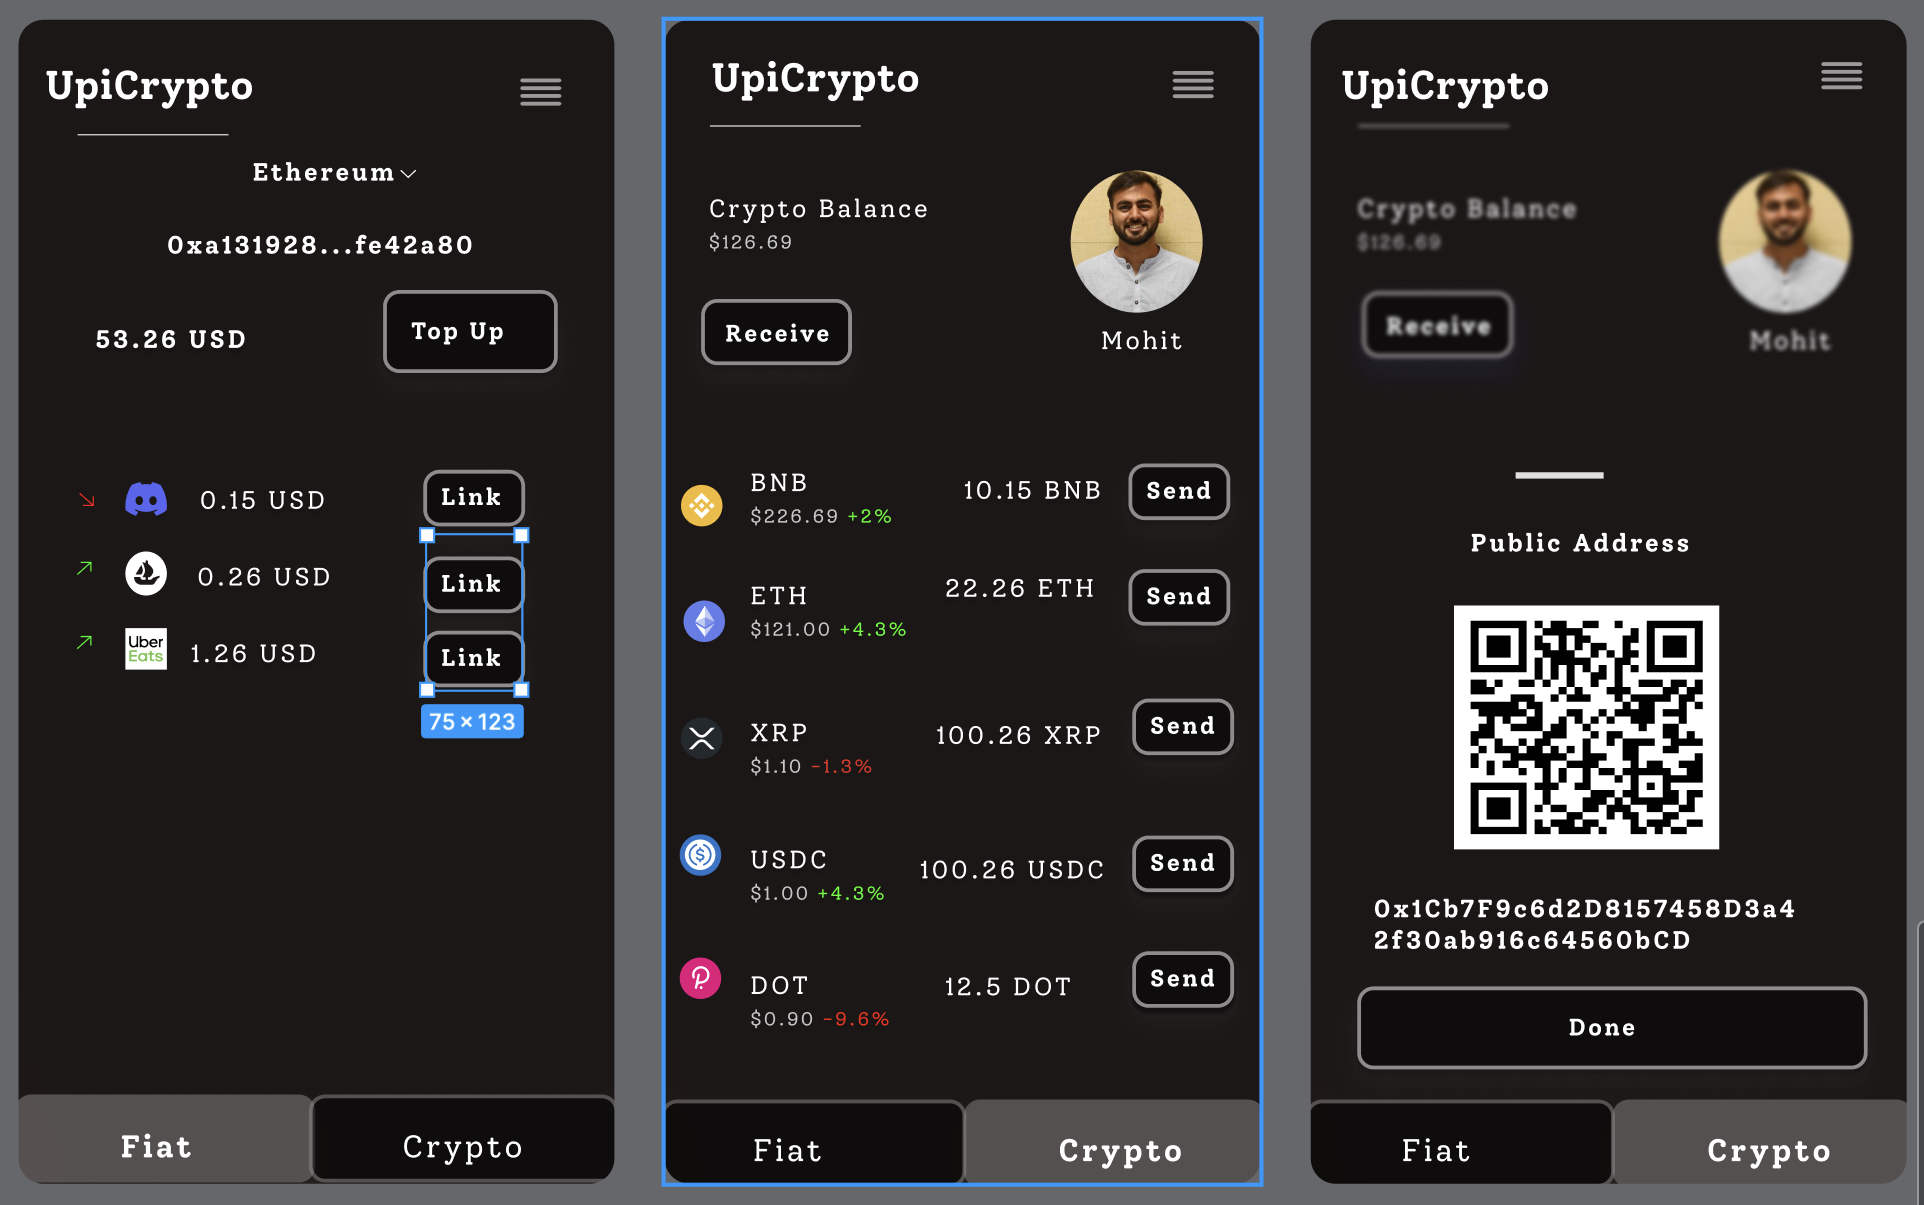 UpiCrypto
Ethereum
0xa131928...fe42a80
53.26 USD
Top Up
0.15 USD
Link
0.26 USD
Link
Uber
Eats
1.26 USD
Link
75 × 123
Fiat
Crypto
UpiCrypto
Crypto Balance
$126.69
Receive
Mohit
BNB
$226.69 +2%
10.15 BNB
Send
ETH
$121.00 +4.3%
22.26 ETH
Send
XRP
$1.10 -1.3%
100.26 XRP
Send
USDC
$1.00 +4.3%
100.26 USDC
Send
DOT
$0.90 -9.6%
12.5 DOT
Send
Fiat
Crypto
UpiCrypto
Crypto Balance
$126.69
Receive
Mohit
Public Address
0x1Cb7F9c6d2D8157458D3a4
2f30ab916c64560bCD
Done
Fiat
Crypto